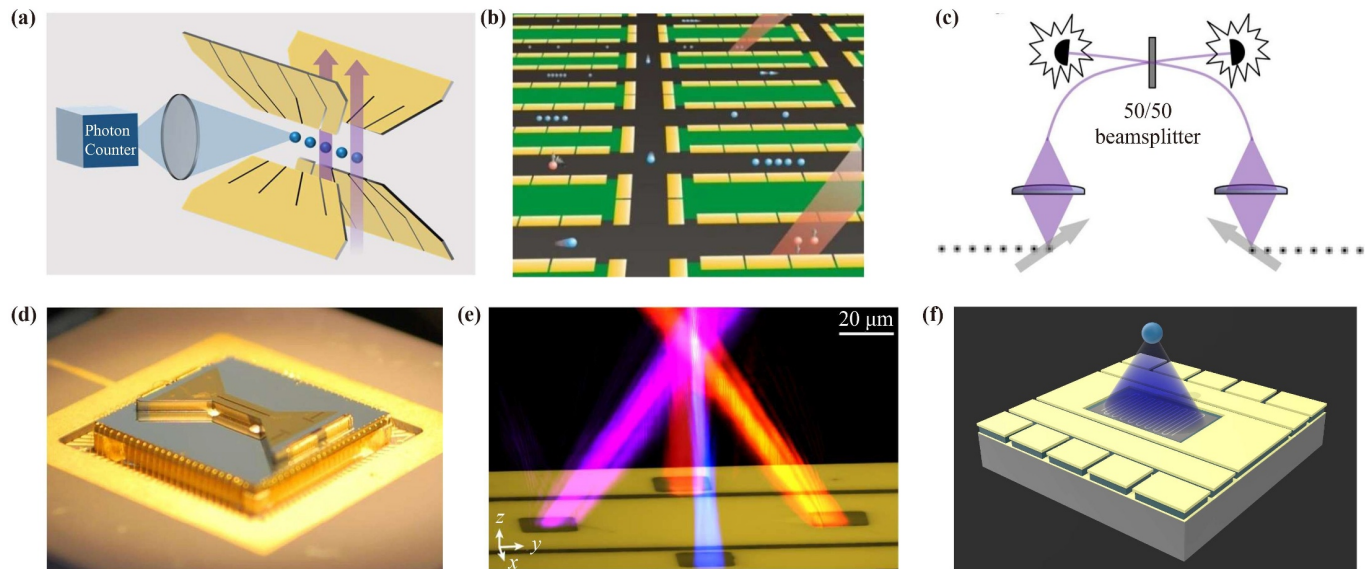 (a)
Photon
Counter
(b)
(c)
50/50
beamsplitter
(d)
(e)
20 μm
z
y
x
(f)